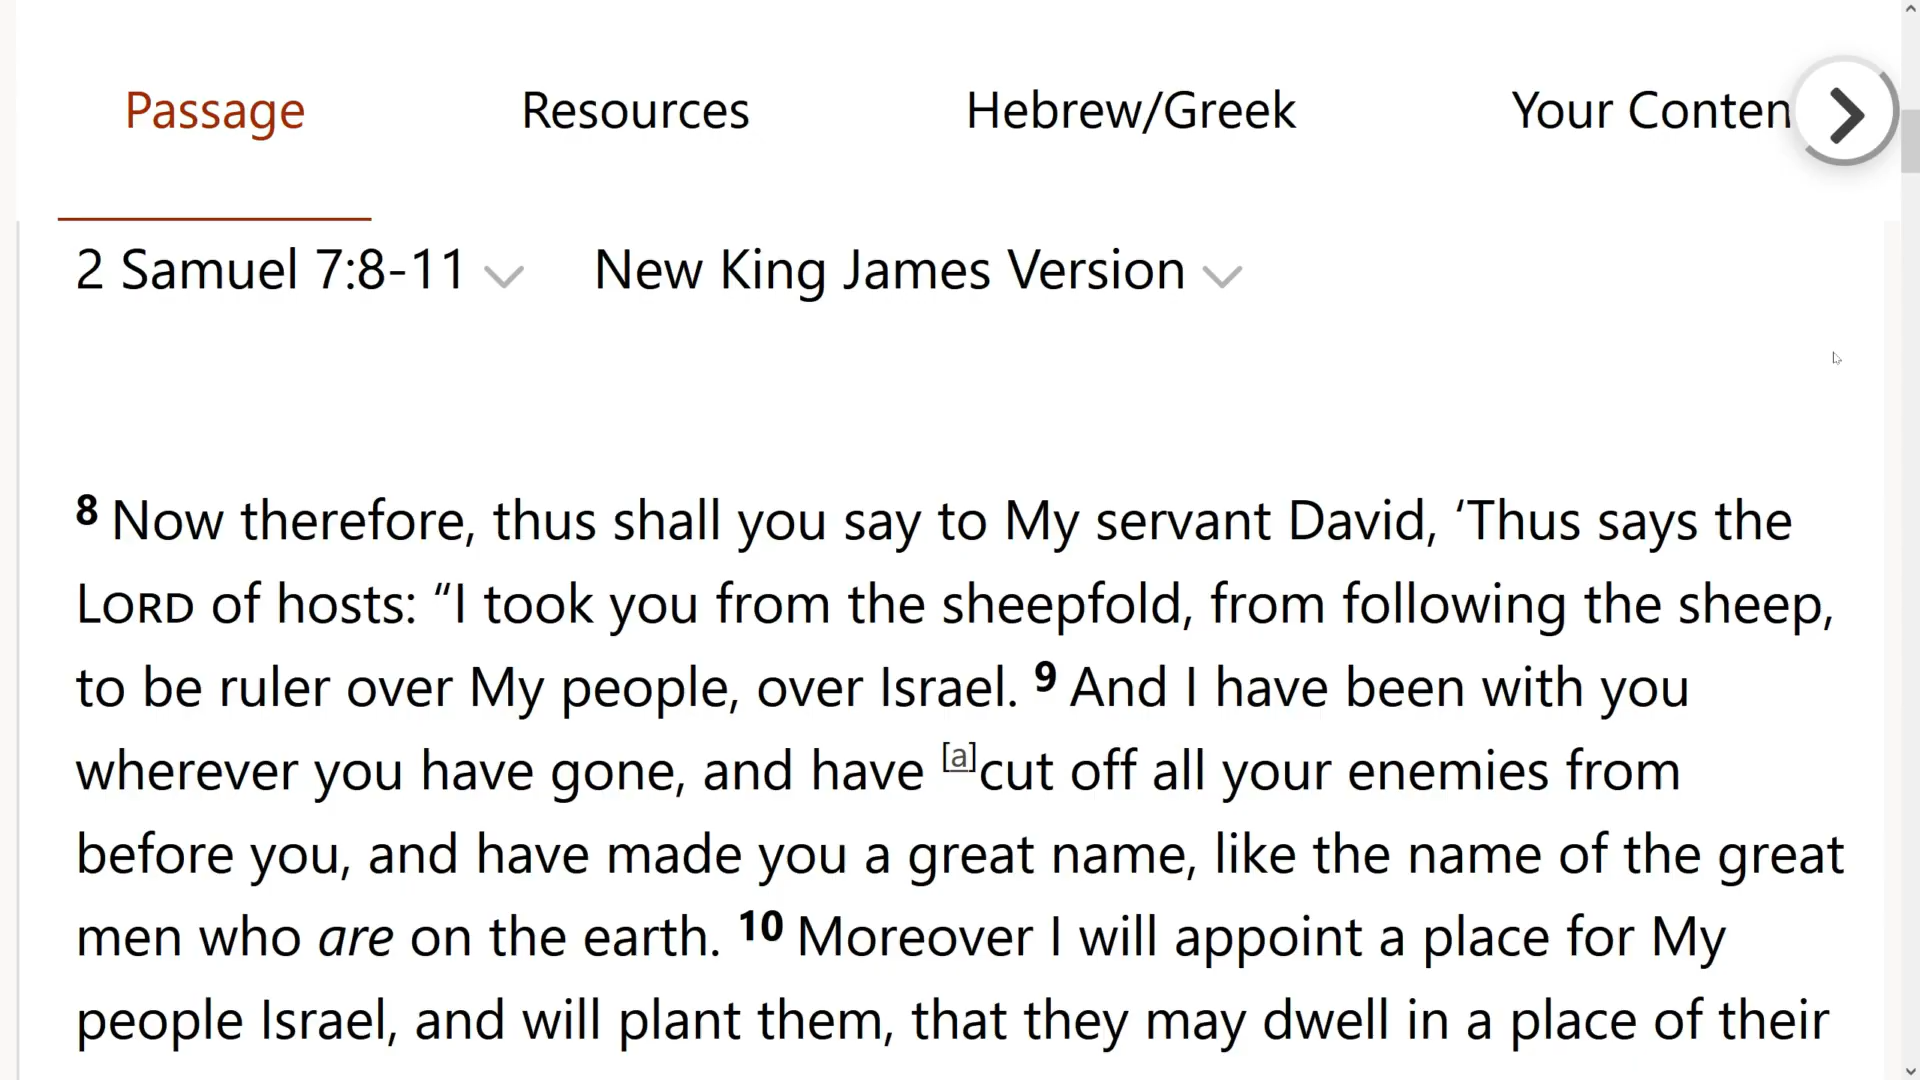 Passage Resources Hebrew/Greek Your Conten
2 Samuel 7:8-11 New King James Version
8 Now therefore, thus shall you say to My servant David, ‘Thus says the
LORD of hosts: “I took you from the sheepfold, from following the sheep,
to be ruler over My people, over Israel. 9 And I have been with you
wherever you have gone, and have [a]cut off all your enemies from
before you, and have made you a great name, like the name of the great
men who are on the earth. 10 Moreover I will appoint a place for My
people Israel, and will plant them, that they may dwell in a place of their